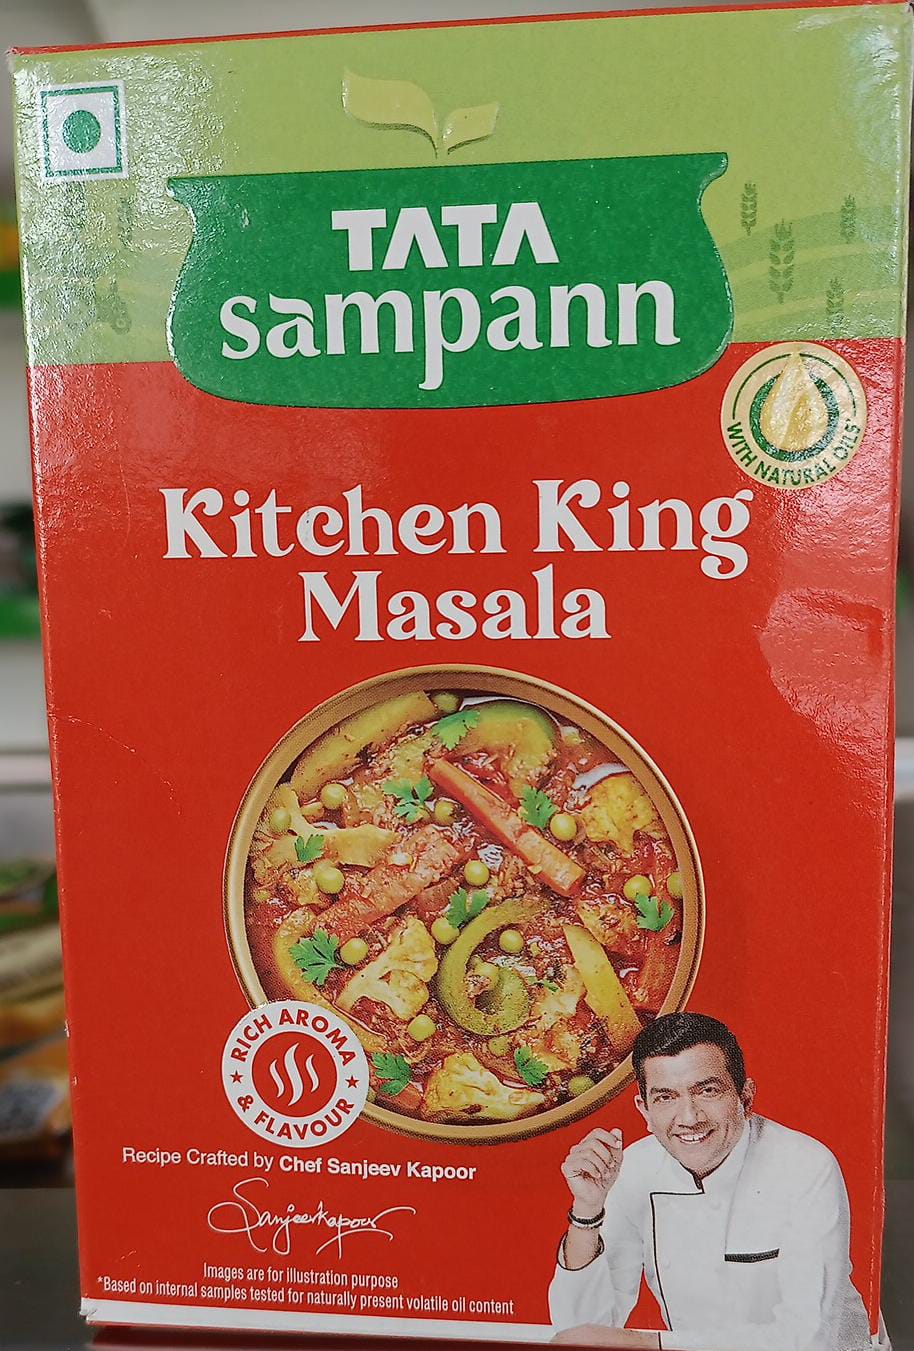 TATA
sampann
WITH NATURAL OILS*
Kitchen King
Masala
RICH AROMA
& FLAVOUR
Recipe Crafted by Chef Sanjeev Kapoor
Sanjeev Kapoor
Images are for illustration purpose
*Based on internal samples tested for naturally present volatile oil content